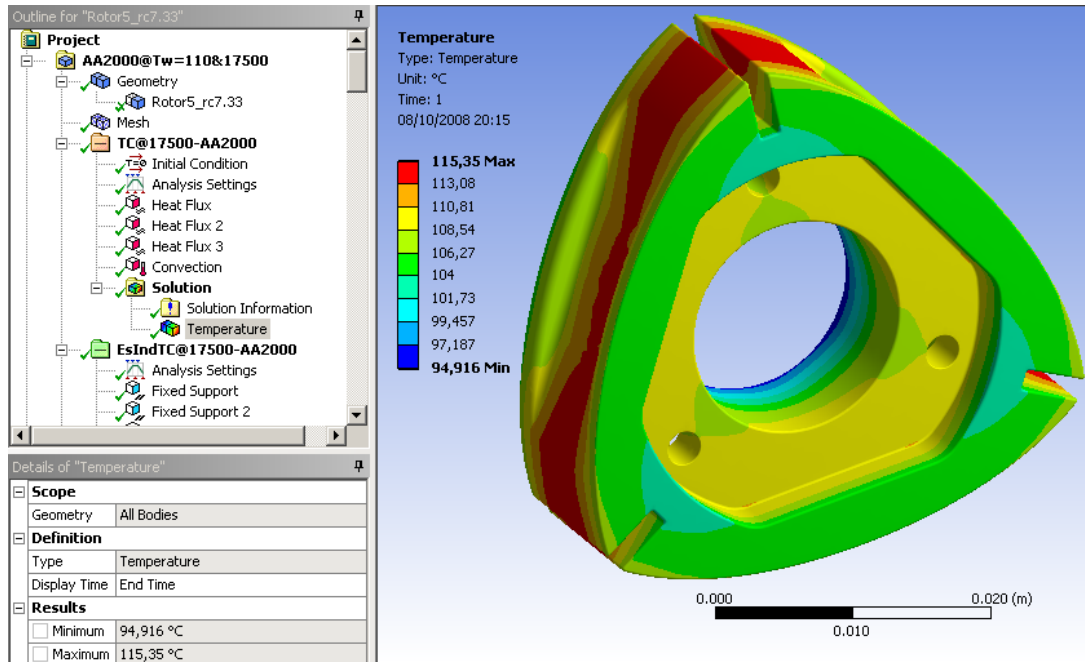 Outline for "Rotor5_rc7.33"
Project
AA2000@Tw=110&17500
Geometry
Rotor5_rc7.33
Mesh
TC@17500-AA2000
Initial Condition
Analysis Settings
Heat Flux
Heat Flux 2
Heat Flux 3
Convection
Solution
Solution Information
Temperature
EsIndTC@17500-AA2000
Analysis Settings
Fixed Support
Fixed Support 2
Details of "Temperature"
Scope
Geometry All Bodies
Definition
Type Temperature
Display Time End Time
Results
Minimum 94,916 °C
Maximum 115,35 °C
Temperature
Type: Temperature
Unit: °C
Time: 1
08/10/2008 20:15
115,35 Max
113,08
110,81
108,54
106,27
104
101,73
99,457
97,187
94,916 Min
0.000 0.020 (m)
0.010